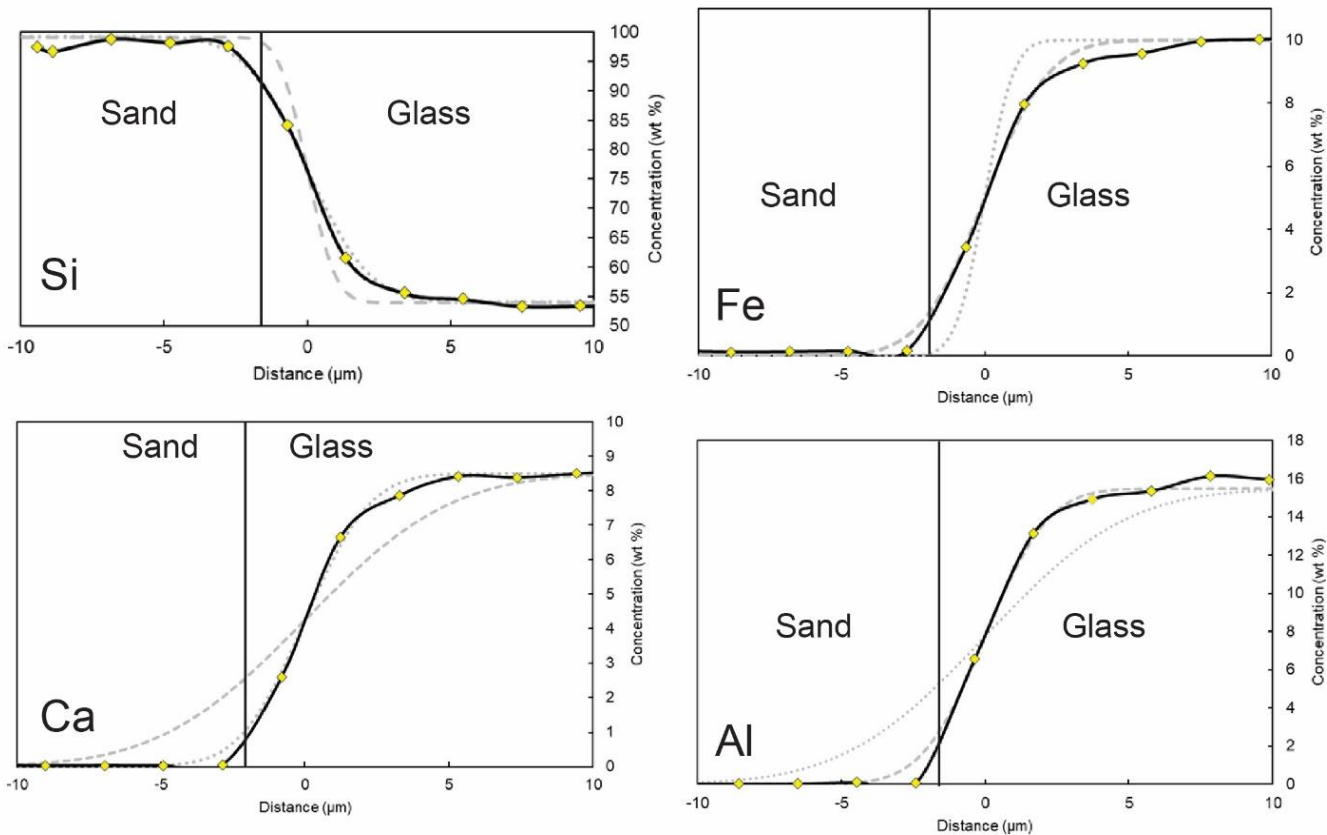 100
95
90
85
80
75
70
65
60
55
50
Concentration (wt %)
Sand
Glass
Si
-10
-5
0
5
10
Distance (µm)
10
8
6
4
2
0
Concentration (wt %)
Sand
Glass
Fe
-10
-5
0
5
10
Distance (µm)
10
9
8
7
6
5
4
3
2
1
0
Concentration (wt %)
Sand
Glass
Ca
-10
-5
0
5
10
Distance (µm)
18
16
14
12
10
8
6
4
2
0
Concentration (wt %)
Sand
Glass
Al
-10
-5
0
5
10
Distance (µm)